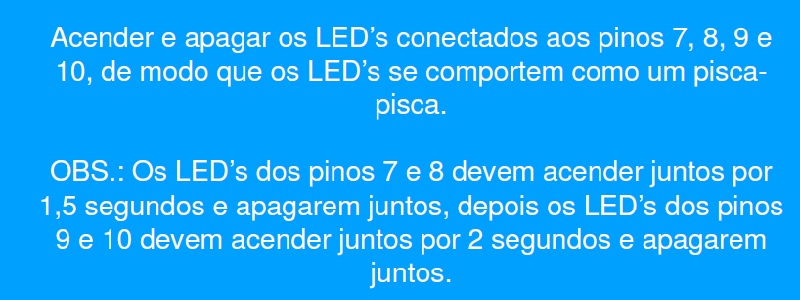 Acender e apagar os LED’s conectados aos pinos 7, 8, 9 e
10, de modo que os LED’s se comportem como um pisca-
pisca.
OBS.: Os LED’s dos pinos 7 e 8 devem acender juntos por
1,5 segundos e apagarem juntos, depois os LED’s dos pinos
9 e 10 devem acender juntos por 2 segundos e apagarem
juntos.